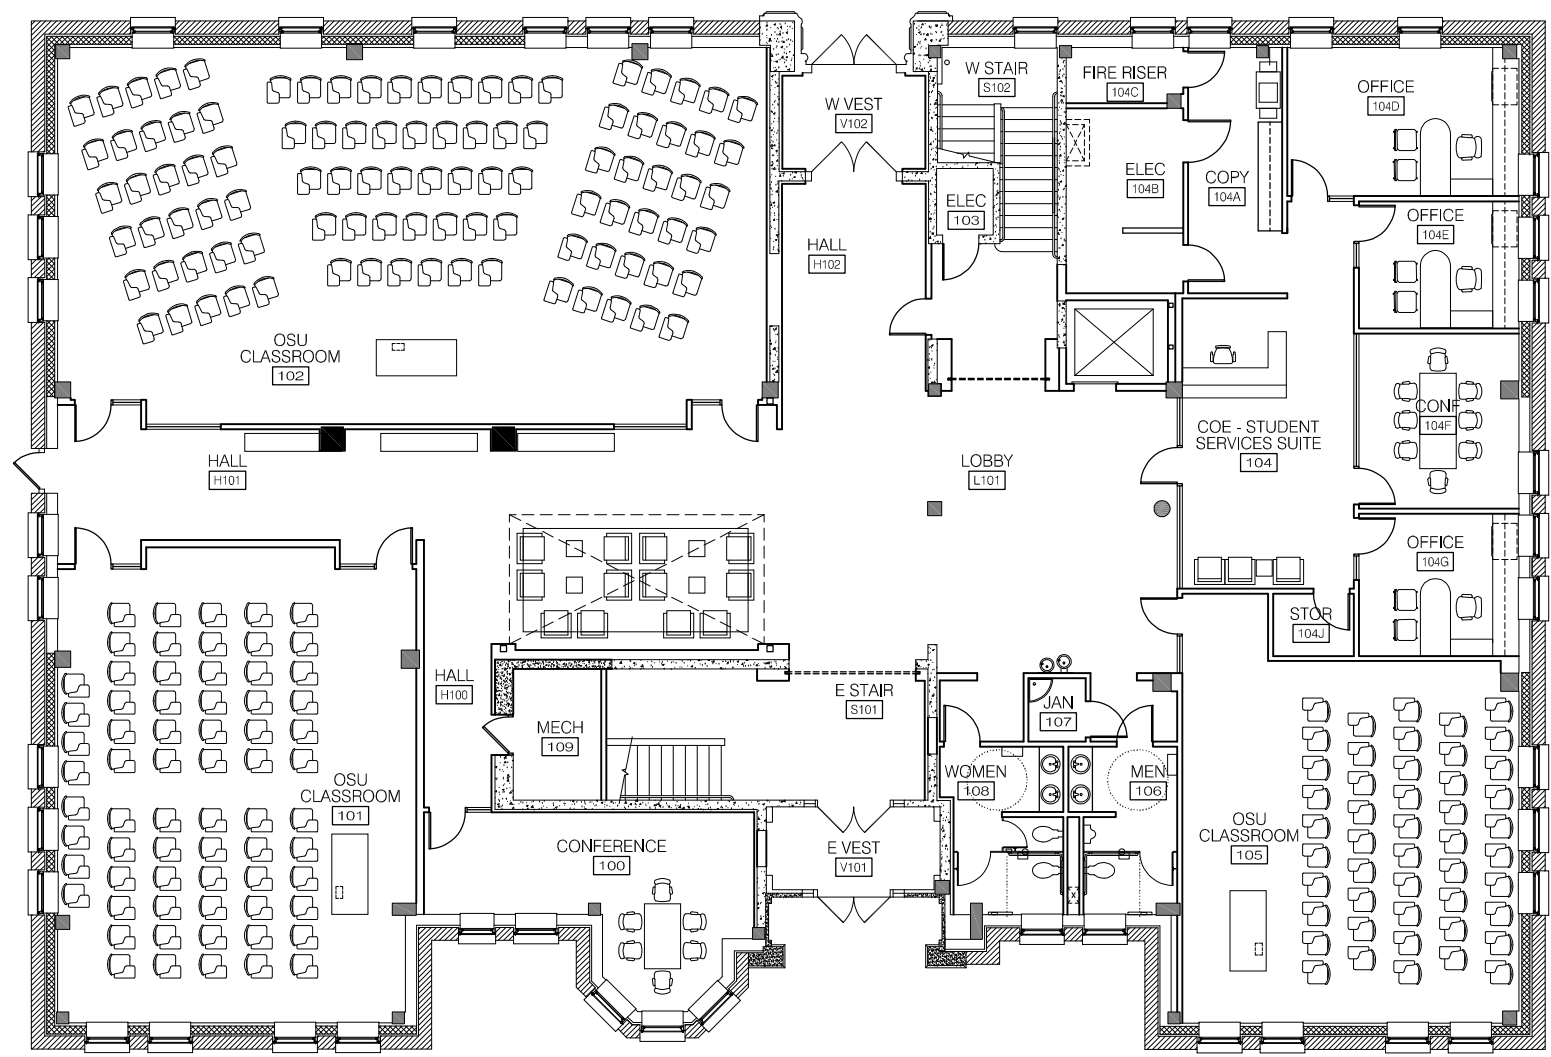 W STAIR
S102
FIRE RISER
104C
OFFICE
104D
W VEST
V102
ELEC
104B
COPY
104A
ELEC
103
OFFICE
104E
HALL
H102
OSU
CLASSROOM
102
CONF
104F
COE - STUDENT
SERVICES SUITE
104
HALL
H101
LOBBY
L101
OFFICE
104G
STOR
104J
HALL
H100
E STAIR
S101
JAN
107
MECH
109
WOMEN
108
MEN
106
OSU
CLASSROOM
101
OSU
CLASSROOM
105
CONFERENCE
100
E VEST
V101